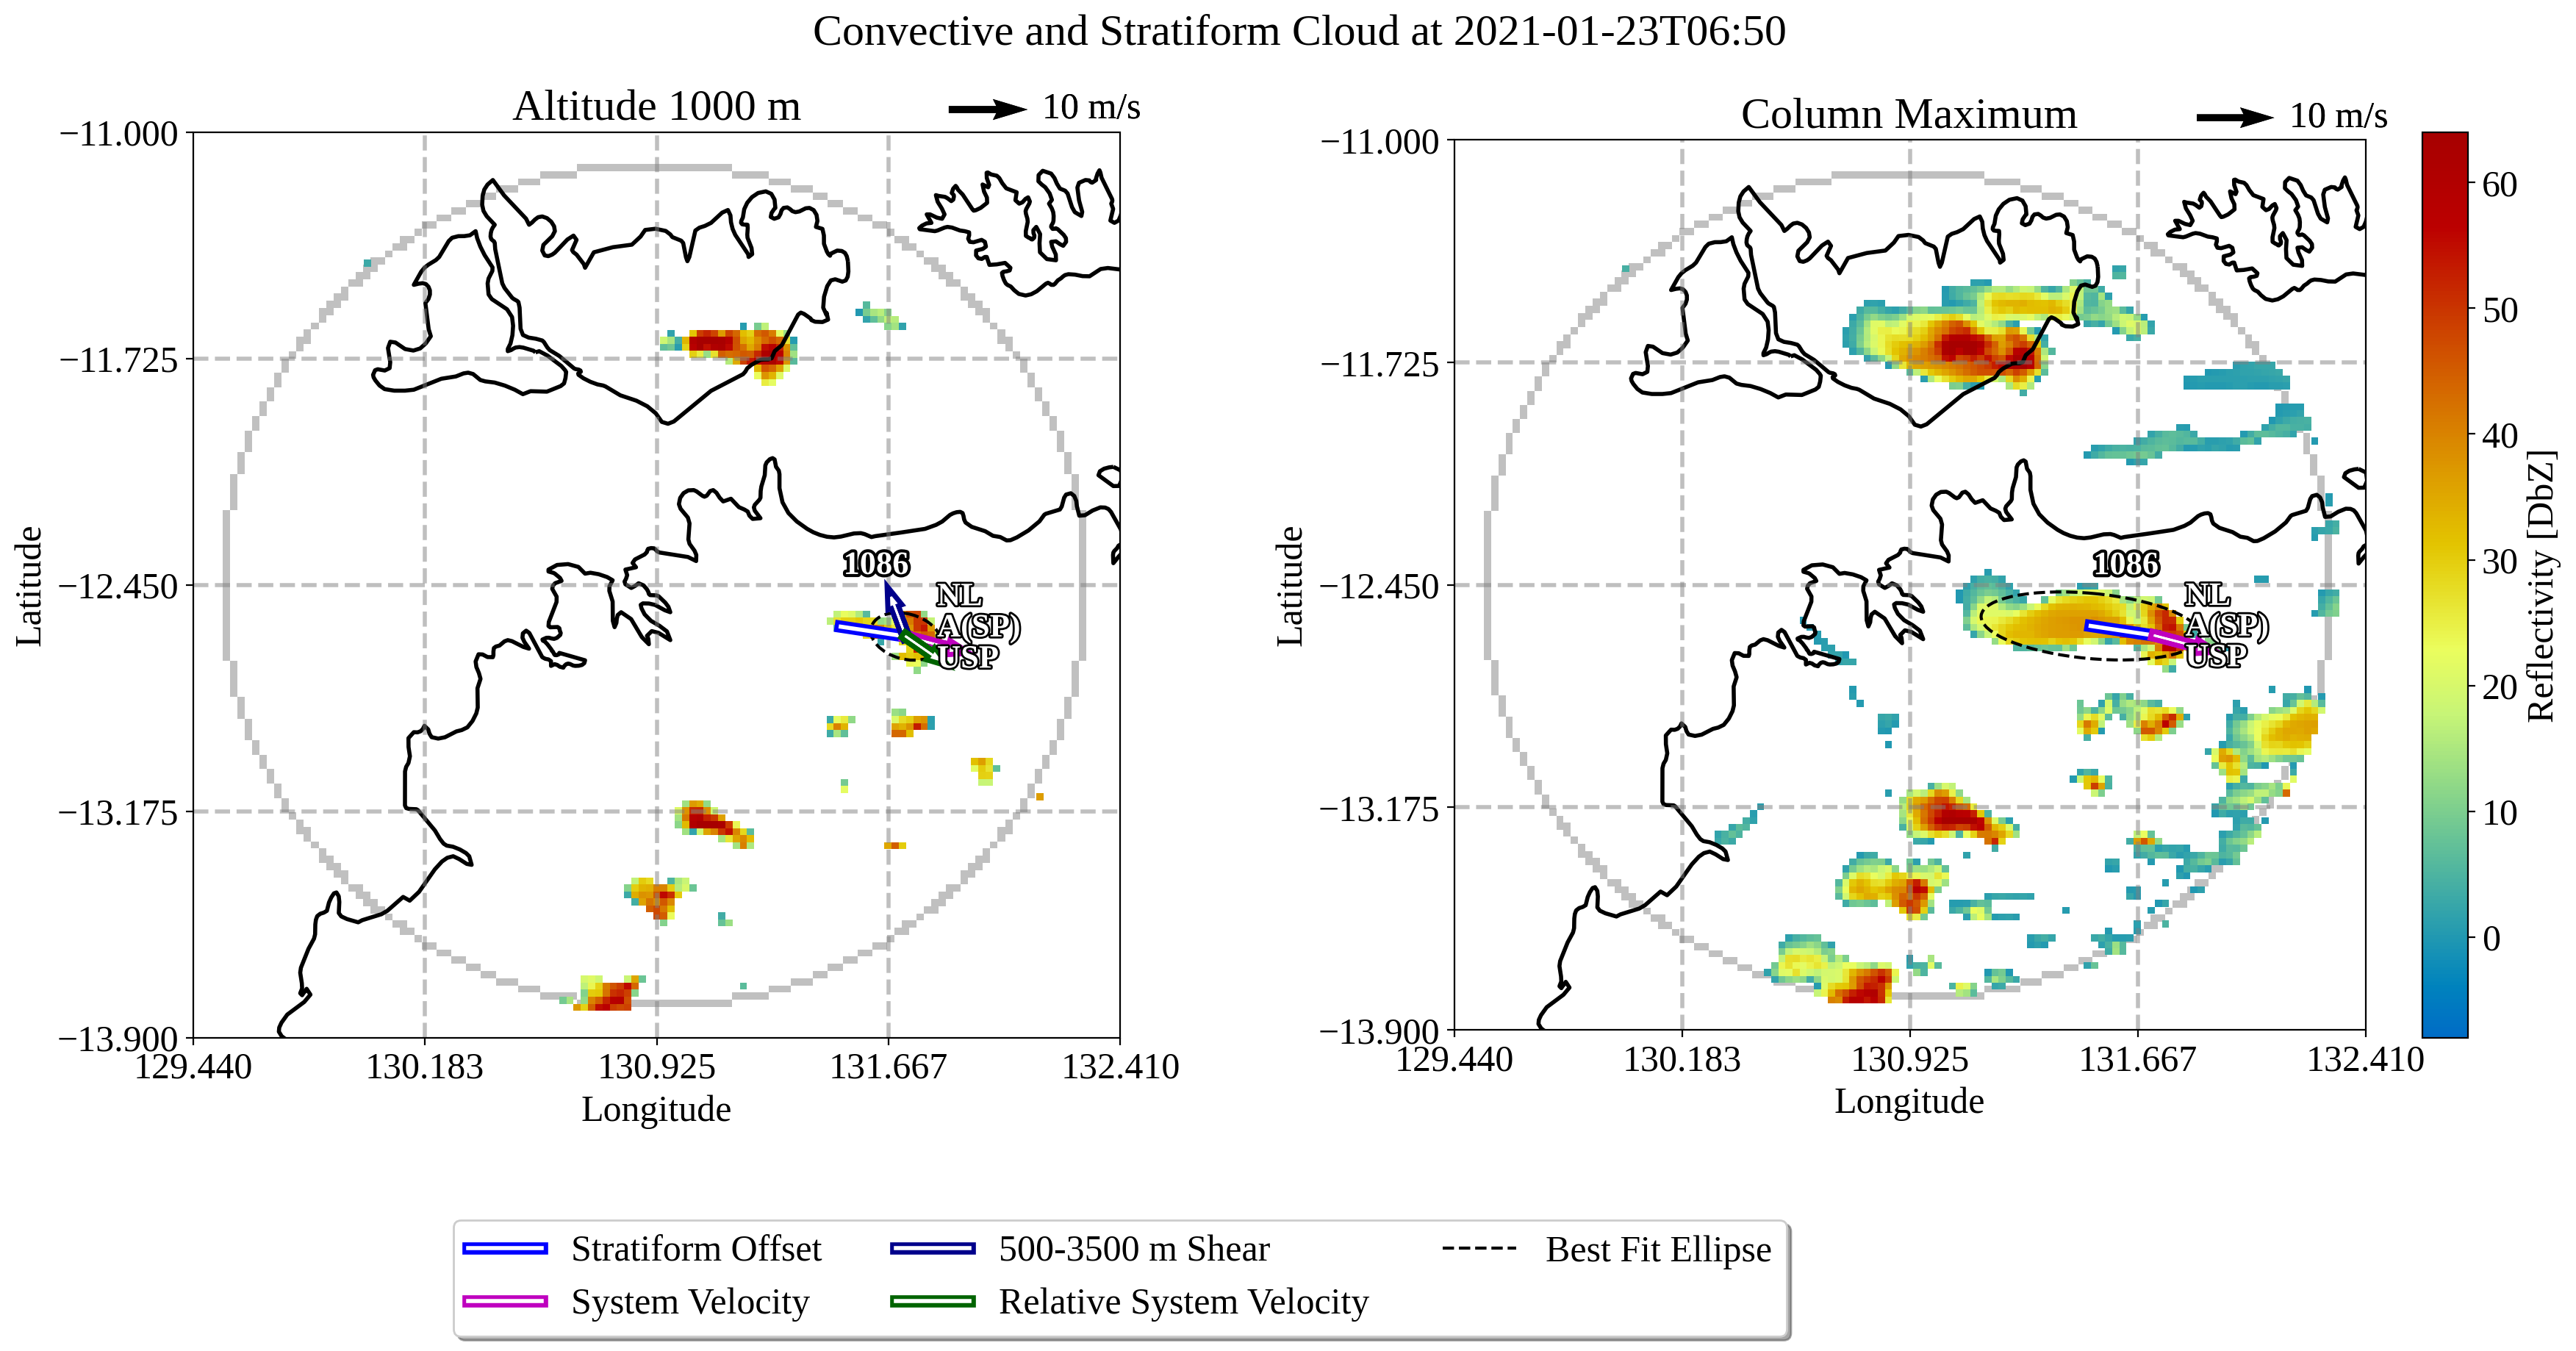 Convective and Stratiform Cloud at 2021-01-23T06:50
Altitude 1000 m
10 m/s
−11.000
−11.725
−12.450
−13.175
−13.900
129.440
130.183
130.925
131.667
132.410
Latitude
Longitude
1086
NL
A(SP)
USP
Column Maximum
10 m/s
−11.000
−11.725
−12.450
−13.175
−13.900
129.440
130.183
130.925
131.667
132.410
Latitude
Longitude
1086
NL
A(SP)
USP
60
50
40
30
20
10
0
Reflectivity [DbZ]
Stratiform Offset
System Velocity
500-3500 m Shear
Relative System Velocity
Best Fit Ellipse